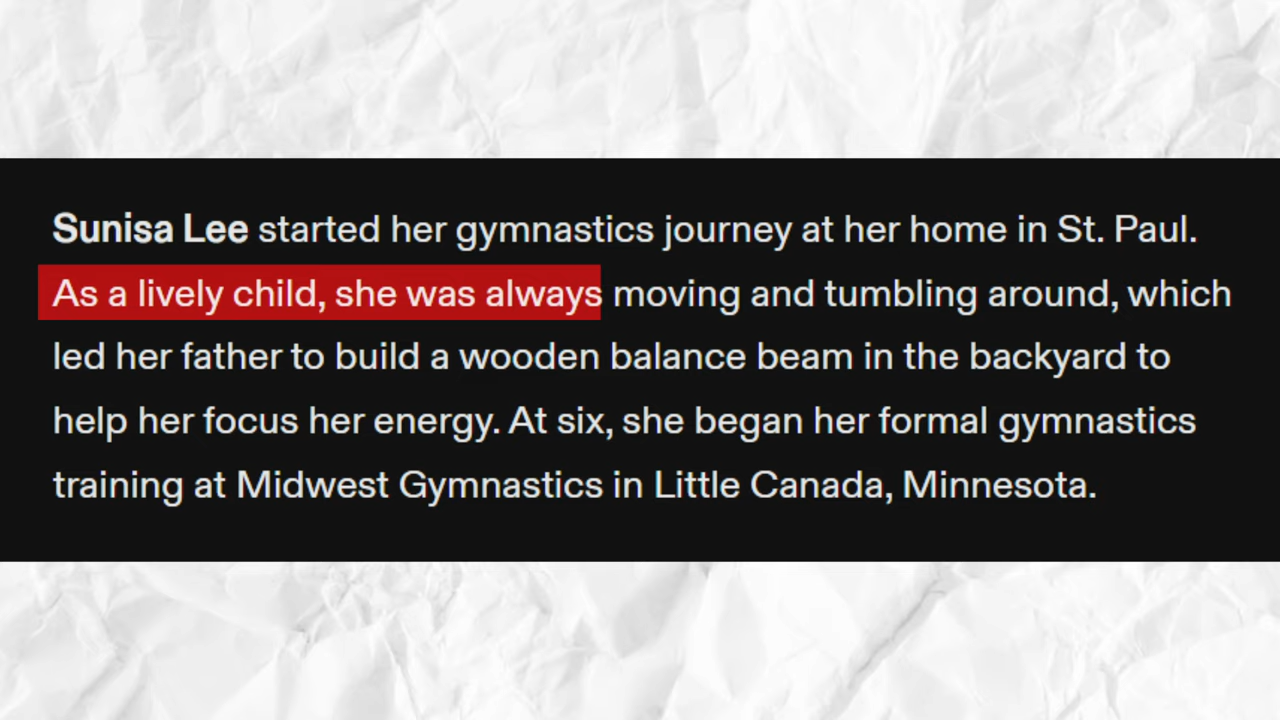 Sunisa Lee started her gymnastics journey at her home in St. Paul.
As a lively child, she was always moving and tumbling around, which
led her father to build a wooden balance beam in the backyard to
help her focus her energy. At six, she began her formal gymnastics
training at Midwest Gymnastics in Little Canada, Minnesota.